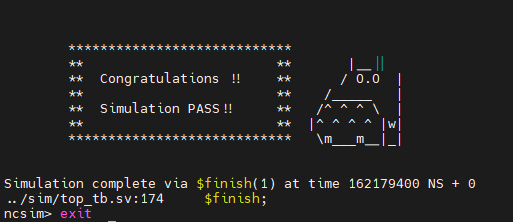 ****************************
** ** |__||
** Congratulations !! ** / O.O |
** ** /_____ |
** Simulation PASS!! ** /^ ^ ^ \ |
** ** |^ ^ ^ ^ |w|
**************************** \m___m__|_|
Simulation complete via $finish(1) at time 162179400 NS + 0
../sim/top_tb.sv:174 $finish;
ncsim> exit